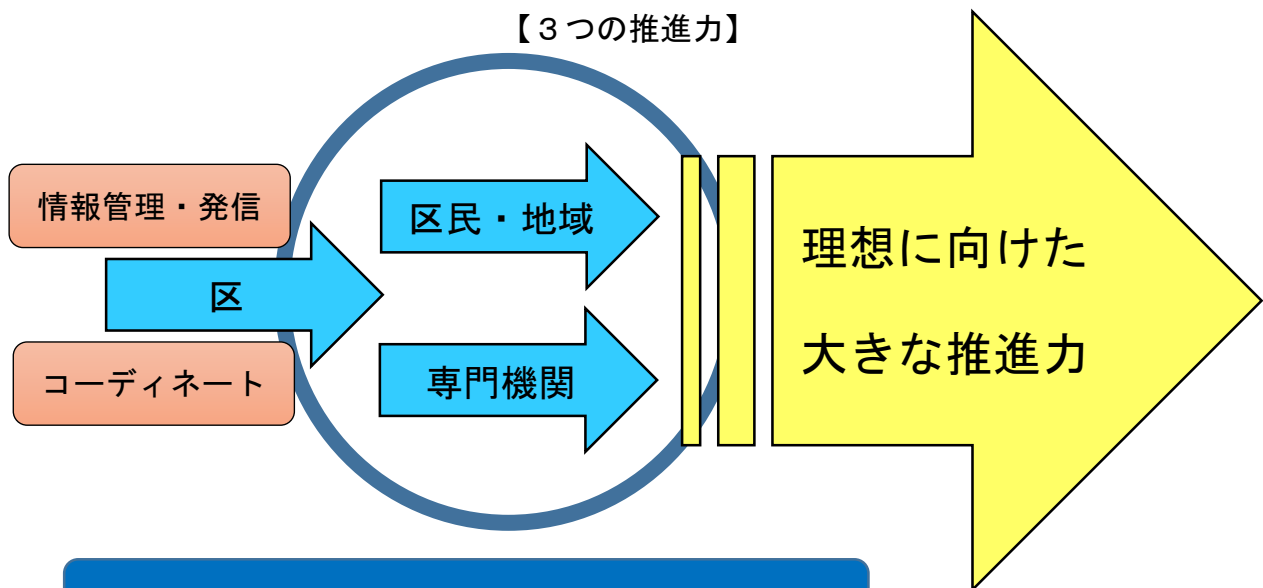 【３つの推進力】
情報管理・発信
区
コーディネート
区民・地域
専門機関
理想に向けた
大きな推進力